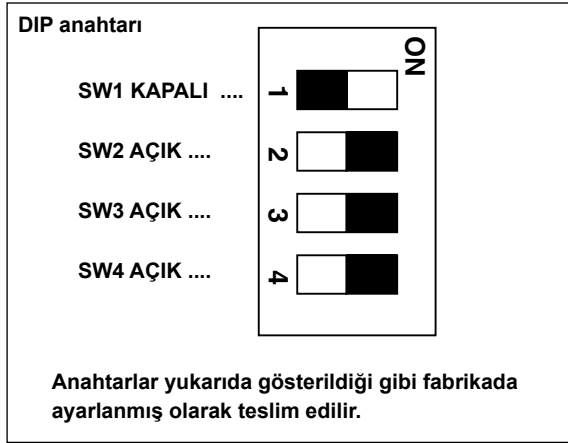 DIP anahtarı
ON
SW1 KAPALI .... 1
SW2 AÇIK .... 2
SW3 AÇIK .... 3
SW4 AÇIK .... 4
Anahtarlar yukarıda gösterildiği gibi fabrikada
ayarlanmış olarak teslim edilir.